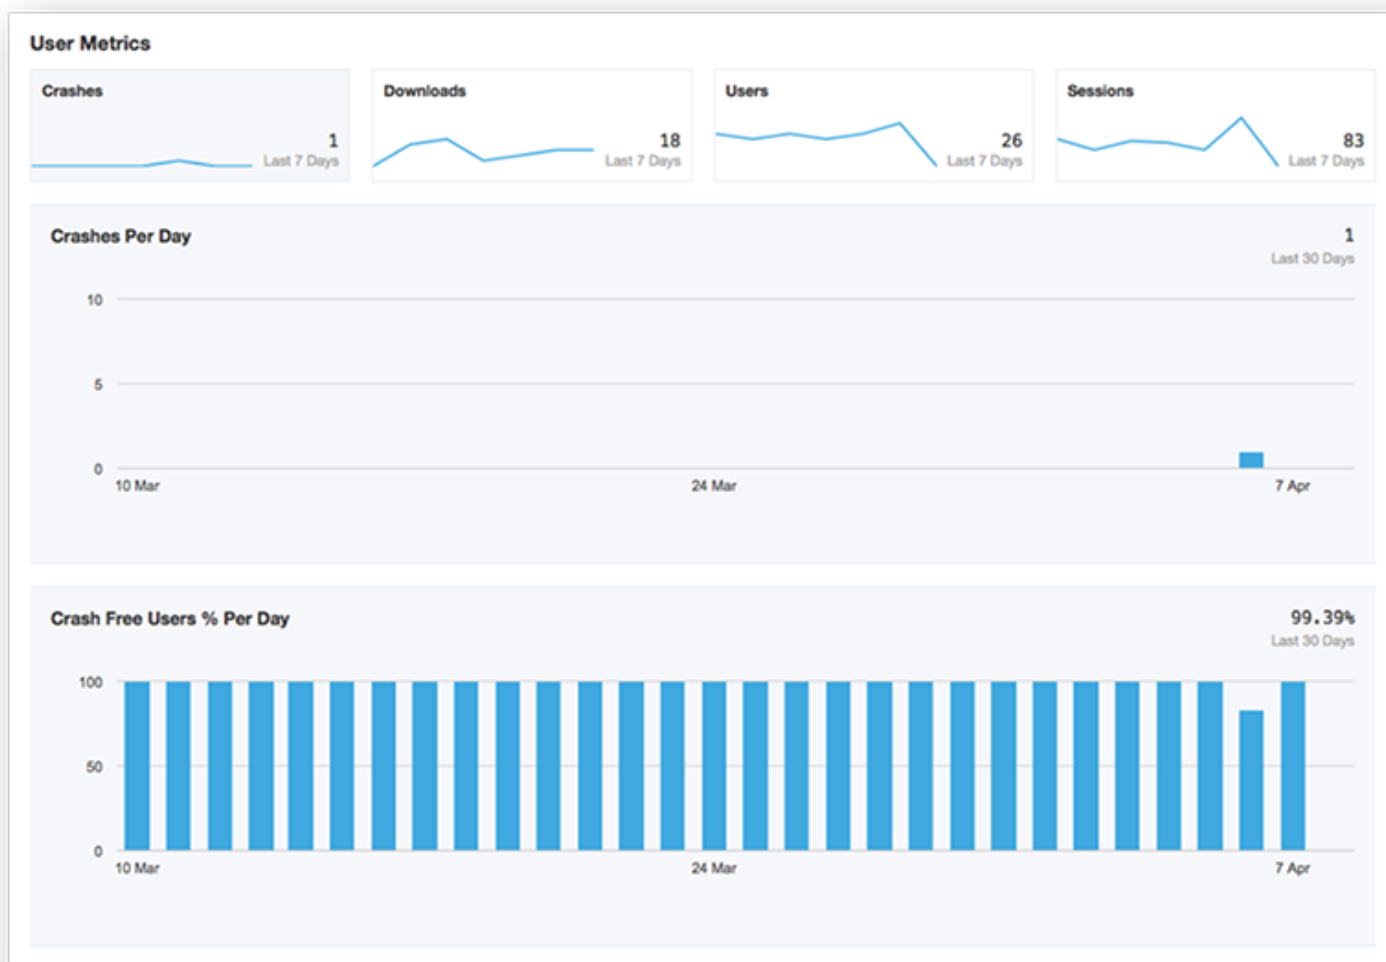 User Metrics
Crashes
1
Last 7 Days
Downloads
18
Last 7 Days
Users
26
Last 7 Days
Sessions
83
Last 7 Days
Crashes Per Day
1
Last 30 Days
10
5
0
10 Mar
24 Mar
7 Apr
Crash Free Users % Per Day
99.39%
Last 30 Days
100
50
0
10 Mar
24 Mar
7 Apr